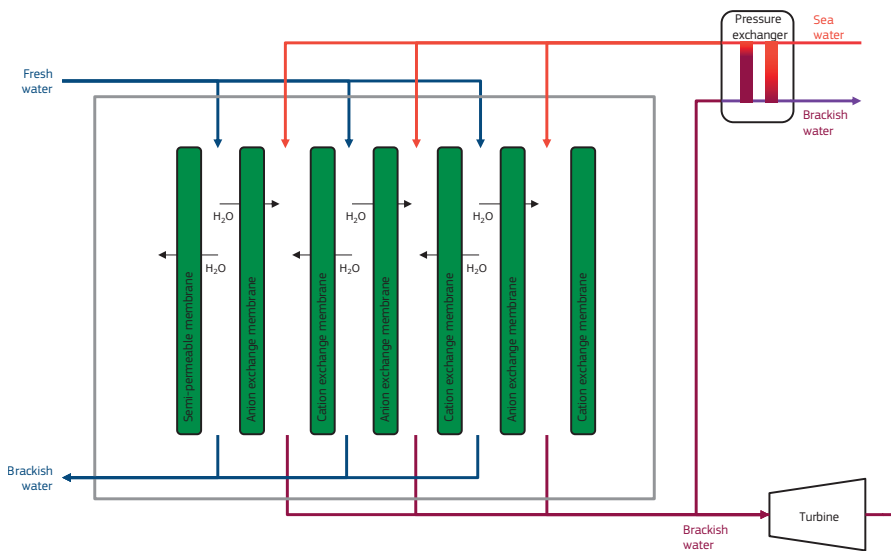 Pressure
exchanger
Sea
water
Fresh
water
Brackish
water
H₂O
H₂O
H₂O
H₂O
H₂O
H₂O
Semi-permeable membrane
Anion exchange membrane
Cation exchange membrane
Anion exchange membrane
Cation exchange membrane
Anion exchange membrane
Cation exchange membrane
Brackish
water
Brackish
water
Turbine